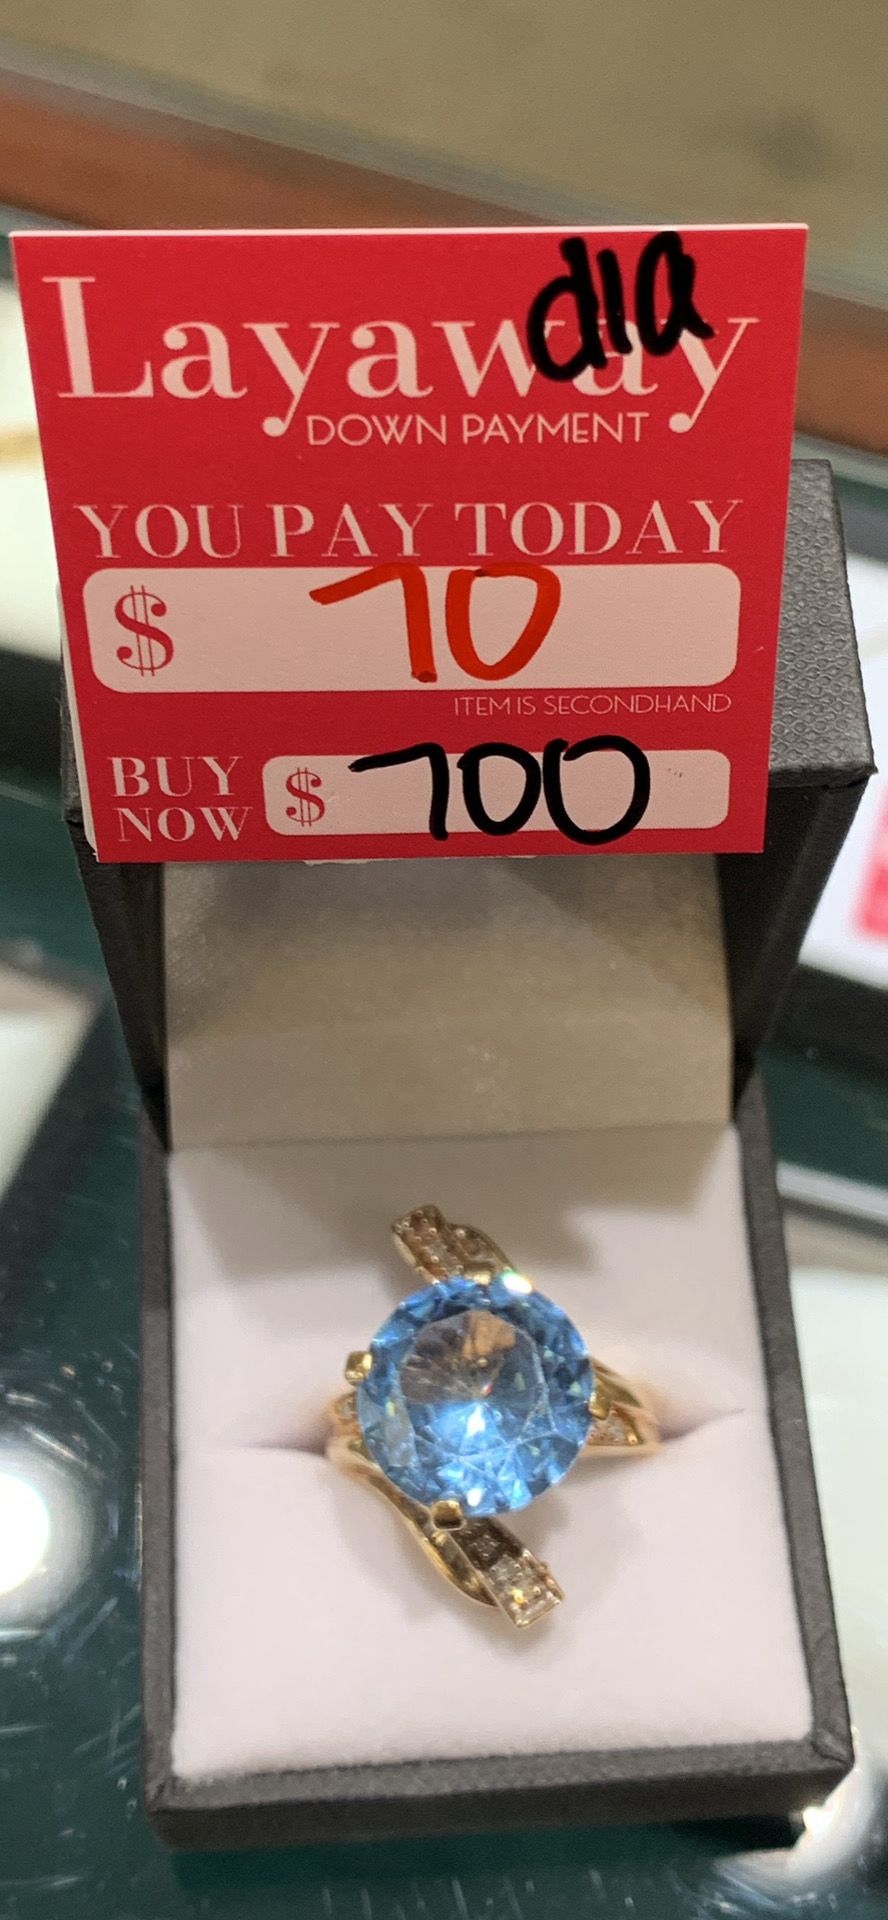 dia
Layaway
DOWN PAYMENT
YOU PAY TODAY
$ 70
ITEM IS SECONDHAND
BUY NOW $ 700